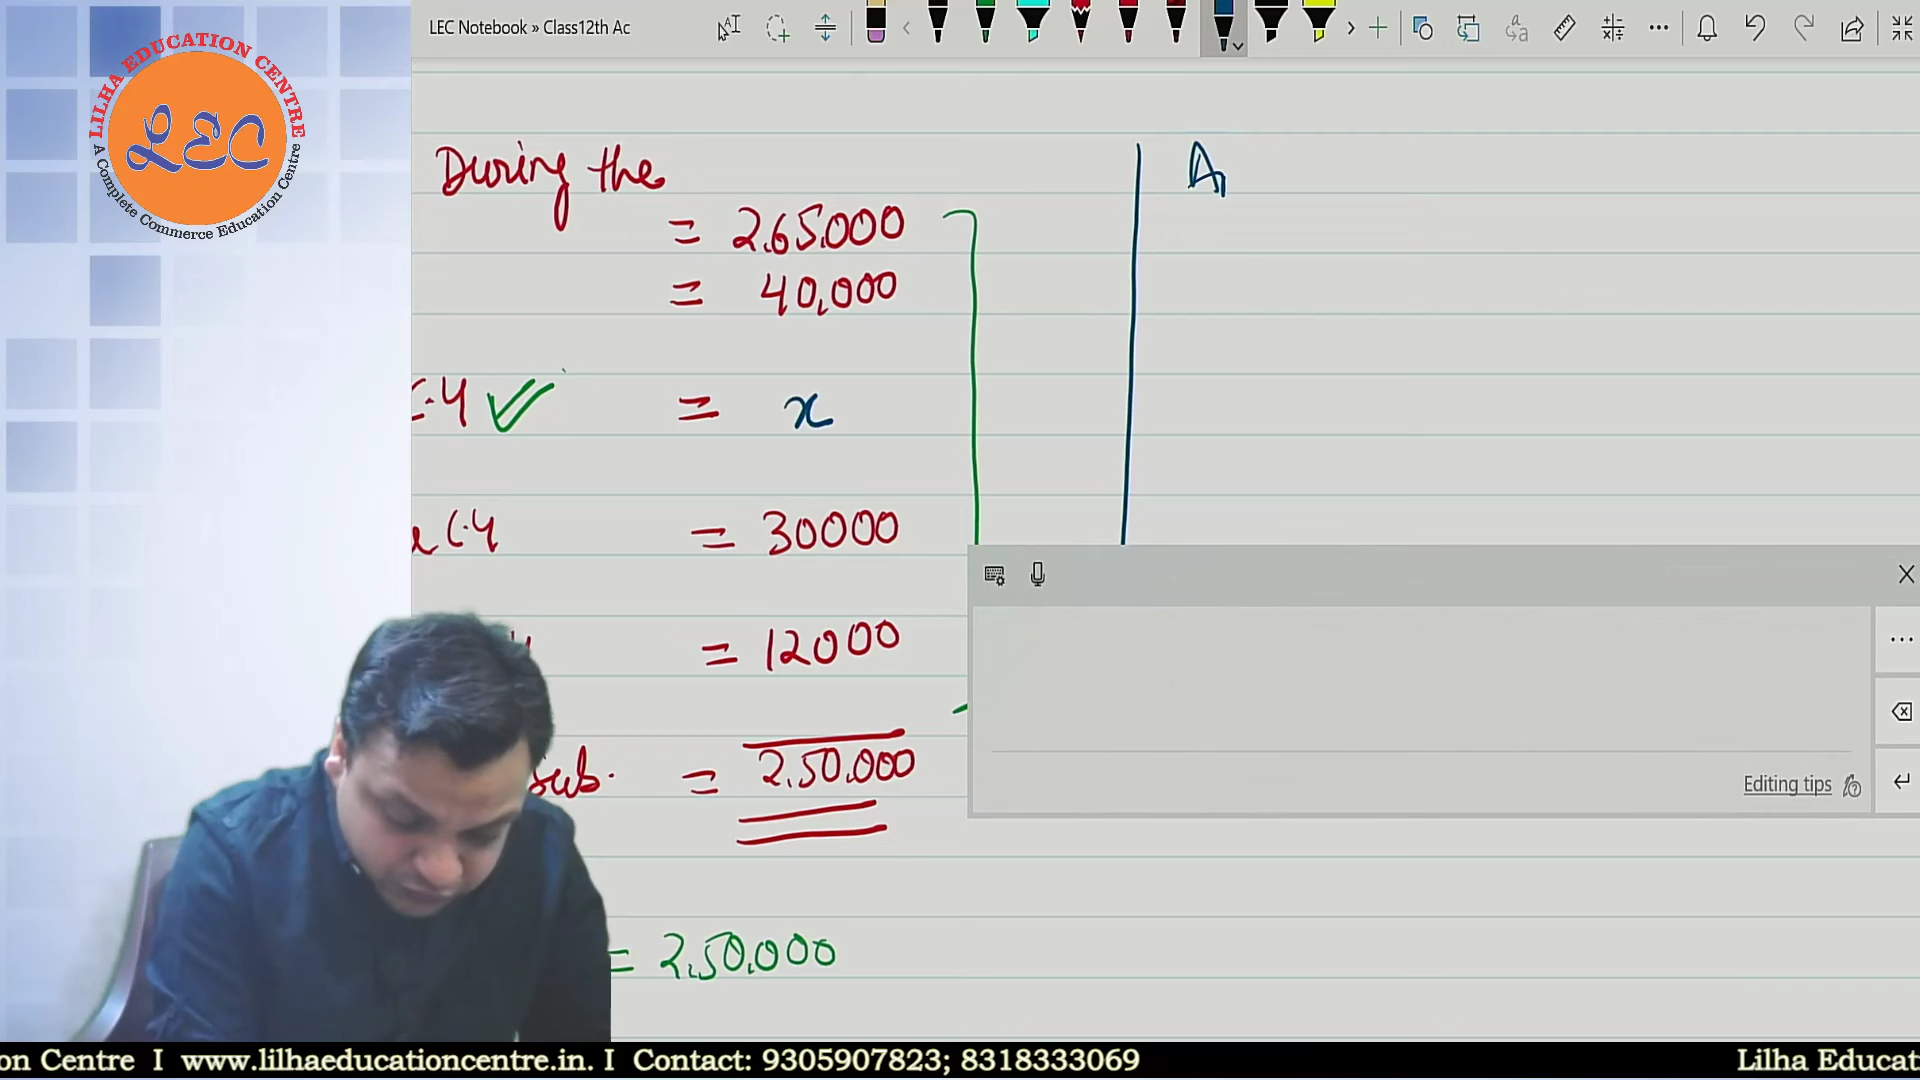 LEC Notebook » Class12th Ac
LILHA EDUCATION CENTRE
LEC
A Complete Commerce Education Centre
During the
= 2,65,000
= 40,000
C.Y = x
C.Y = 30000
= 12000
sub. = 2,50,000
= 2,50,000
A
Editing tips
on Centre I www.lilhaeducationcentre.in. I Contact: 9305907823; 8318333069 Lilha Educat